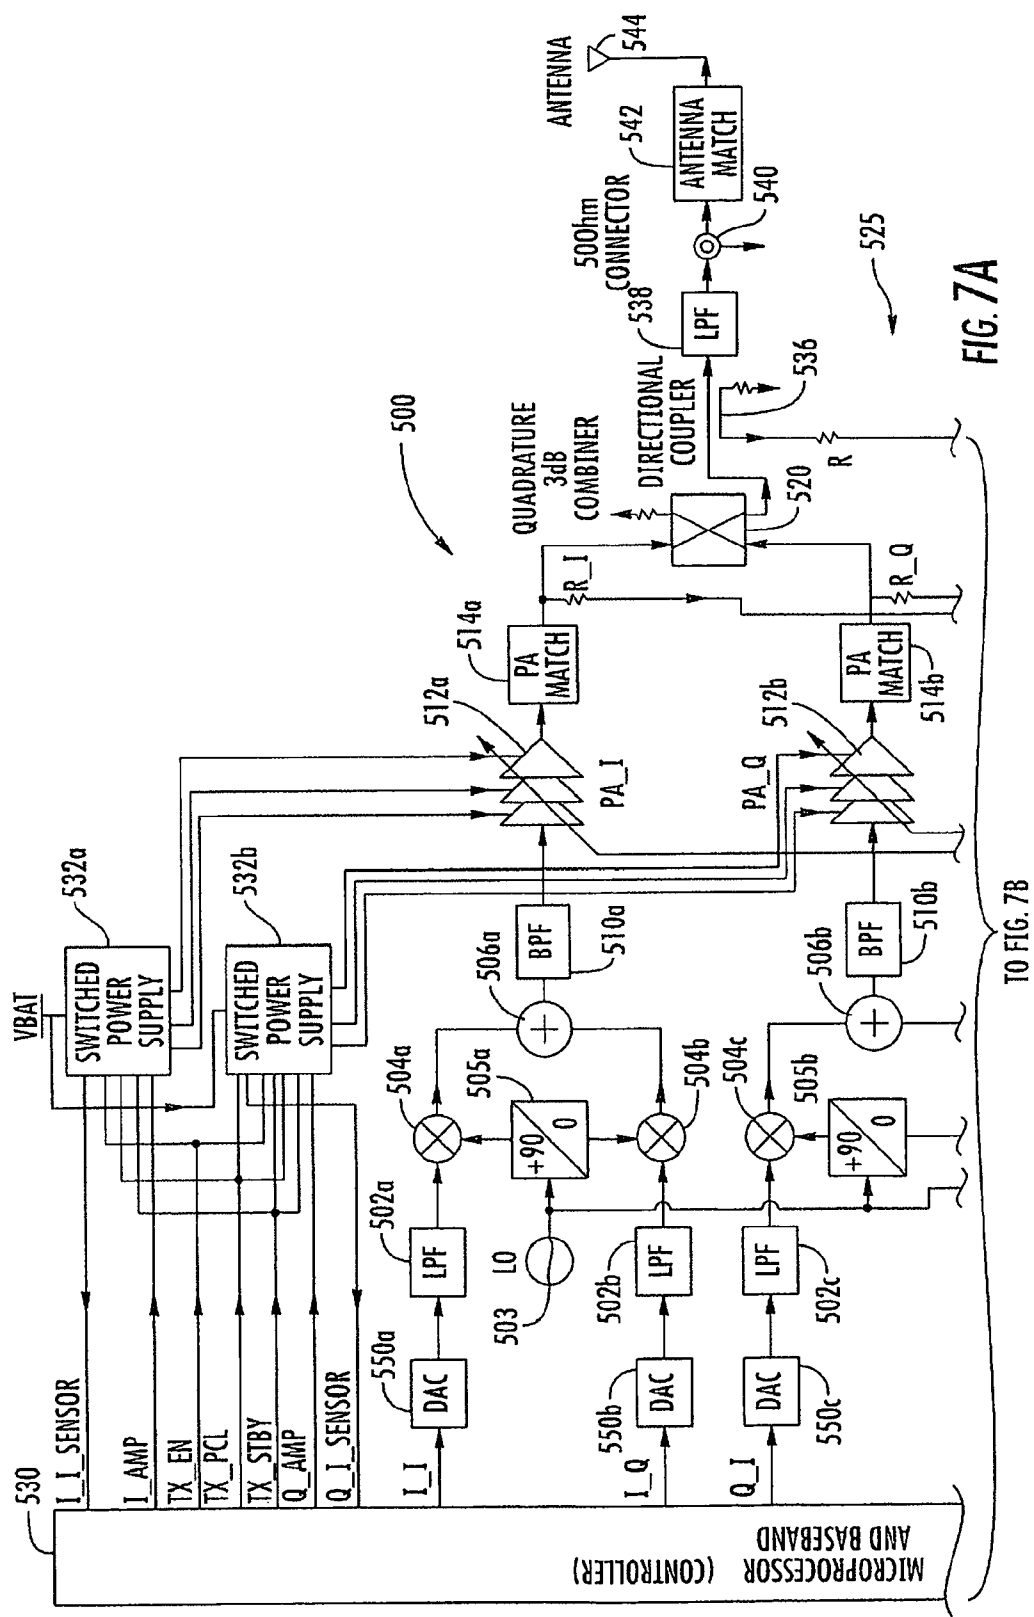 530
I_I_SENSOR
I_AMP
TX_EN
TX_PCL
TX_STBY
Q_AMP
Q_I_SENSOR
I_I
I_Q
Q_I
MICROPROCESSOR
(CONTROLLER)
AND BASEBAND
VBAT
532a
SWITCHED
POWER
SUPPLY
532b
SWITCHED
POWER
SUPPLY
550a
DAC
502a
LPF
504a
505a
+90
0
506a
BPF
510a
LO
503
550b
DAC
502b
LPF
504b
550c
DAC
502c
LPF
504c
505b
+90
0
506b
BPF
510b
512a
PA_I
514a
PA
MATCH
PA_Q
512b
PA
MATCH
514b
R_I
R_Q
500
QUADRATURE
3dB
COMBINER
520
DIRECTIONAL
COUPLER
R
536
538
LPF
500hm
CONNECTOR
540
542
ANTENNA
MATCH
ANTENNA
544
525
TO FIG. 7B
FIG. 7A